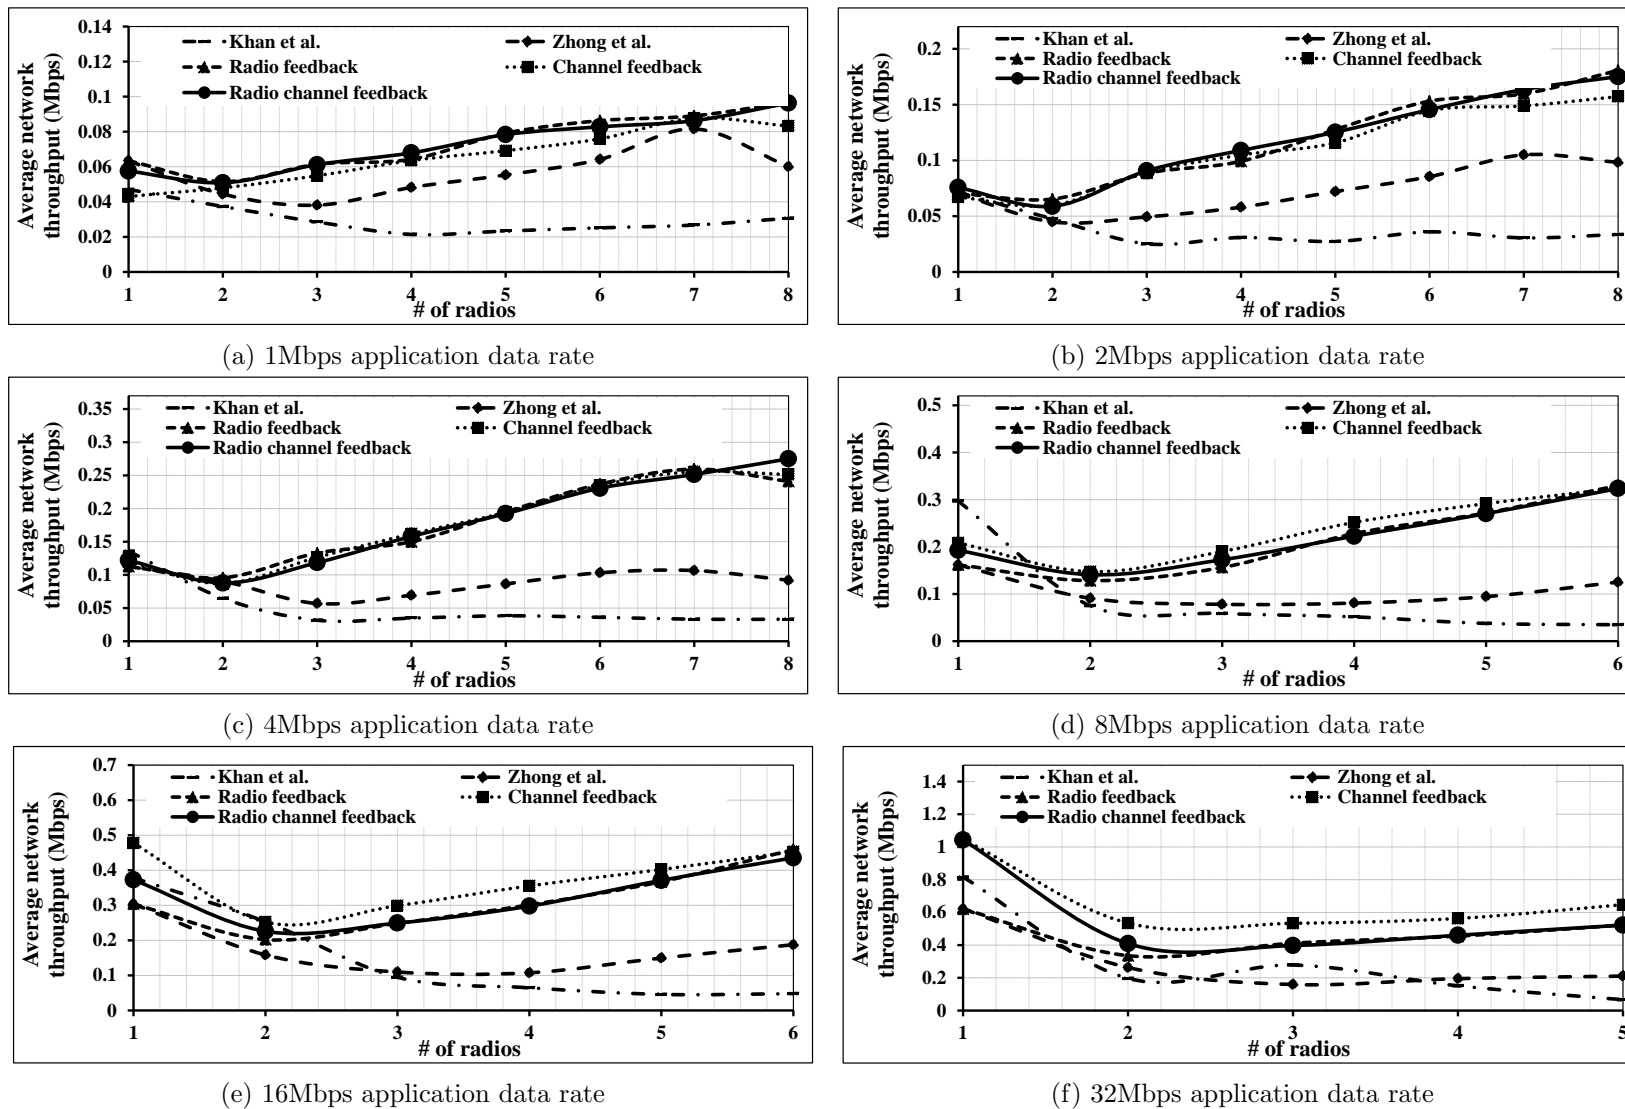 0.14
0.12
0.1
0.08
0.06
0.04
0.02
0
Average network
throughput (Mbps)
Khan et al.
Zhong et al.
Radio feedback
Channel feedback
Radio channel feedback
1 2 3 4 5 6 7 8
# of radios
(a) 1Mbps application data rate
0.2
0.15
0.1
0.05
0
Average network
throughput (Mbps)
Khan et al.
Zhong et al.
Radio feedback
Channel feedback
Radio channel feedback
1 2 3 4 5 6 7 8
# of radios
(b) 2Mbps application data rate
0.35
0.3
0.25
0.2
0.15
0.1
0.05
0
Average network
throughput (Mbps)
Khan et al.
Zhong et al.
Radio feedback
Channel feedback
Radio channel feedback
1 2 3 4 5 6 7 8
# of radios
(c) 4Mbps application data rate
0.5
0.4
0.3
0.2
0.1
0
Average network
throughput (Mbps)
Khan et al.
Zhong et al.
Radio feedback
Channel feedback
Radio channel feedback
1 2 3 4 5 6
# of radios
(d) 8Mbps application data rate
0.7
0.6
0.5
0.4
0.3
0.2
0.1
0
Average network
throughput (Mbps)
Khan et al.
Zhong et al.
Radio feedback
Channel feedback
Radio channel feedback
1 2 3 4 5 6
# of radios
(e) 16Mbps application data rate
1.4
1.2
1
0.8
0.6
0.4
0.2
0
Average network
throughput (Mbps)
Khan et al.
Zhong et al.
Radio feedback
Channel feedback
Radio channel feedback
1 2 3 4 5
# of radios
(f) 32Mbps application data rate